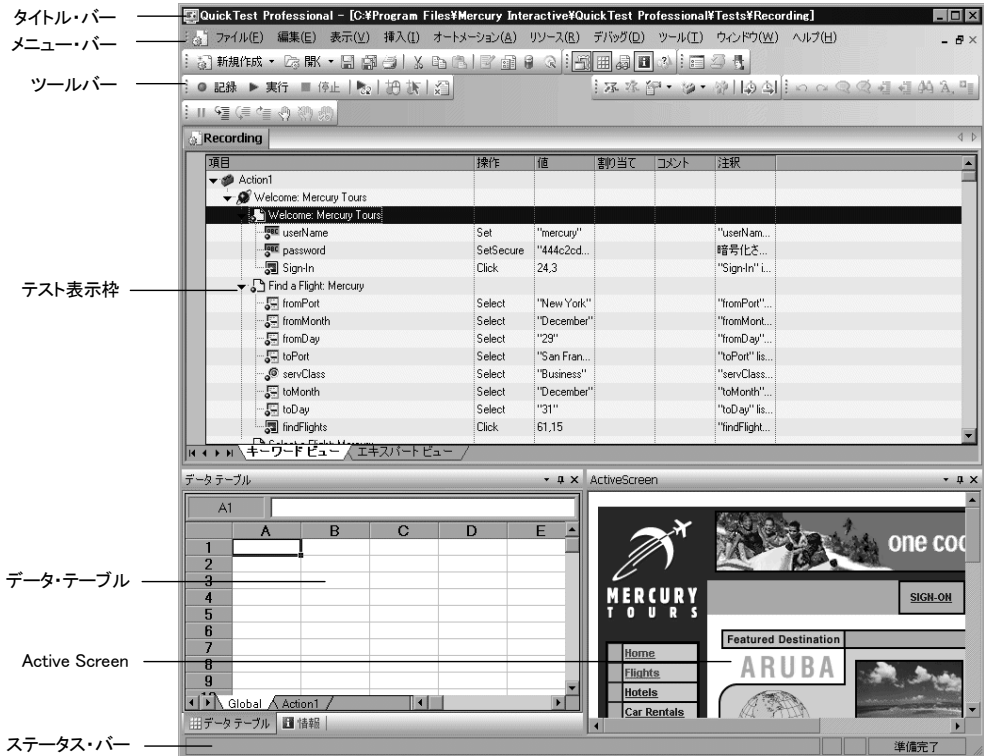 タイトル・バー
QuickTest Professional - [C:¥Program Files¥Mercury Interactive¥QuickTest Professional¥Tests¥Recording]
メニュー・バー
ファイル(F) 編集(E) 表示(V) 挿入(I) オートメーション(A) リソース(R) デバッグ(D) ツール(T) ウィンドウ(W) ヘルプ(H)
ツールバー
新規作成 開く
記録 実行 停止
Recording
項目 操作 値 割り当て コメント 注釈
Action1
Welcome: Mercury Tours
Welcome: Mercury Tours
userName Set "mercury" "userNam...
password SetSecure "444c2cd... 暗号化さ...
Sign-In Click 24,3 "Sign-In" i...
テスト表示枠
Find a Flight: Mercury
fromPort Select "New York" "fromPort"...
fromMonth Select "December" "fromMont...
fromDay Select "29" "fromDay"...
toPort Select "San Fran... "toPort" lis...
servClass Select "Business" "servClass...
toMonth Select "December" "toMonth"...
toDay Select "31" "toDay" lis...
findFlights Click 61,15 "findFlight...
Select a Flight: Mercury
キーワード ビュー エキスパート ビュー
データ テーブル
ActiveScreen
A1
A B C D E
1
2
3
4
5
6
7
8
9
10
データ・テーブル
Active Screen
Global Action1
データ テーブル 情報
one coo
MERCURY
TOURS
SIGN-ON
Featured Destination
ARUBA
Home
Flights
Hotels
Car Rentals
ステータス・バー
準備完了